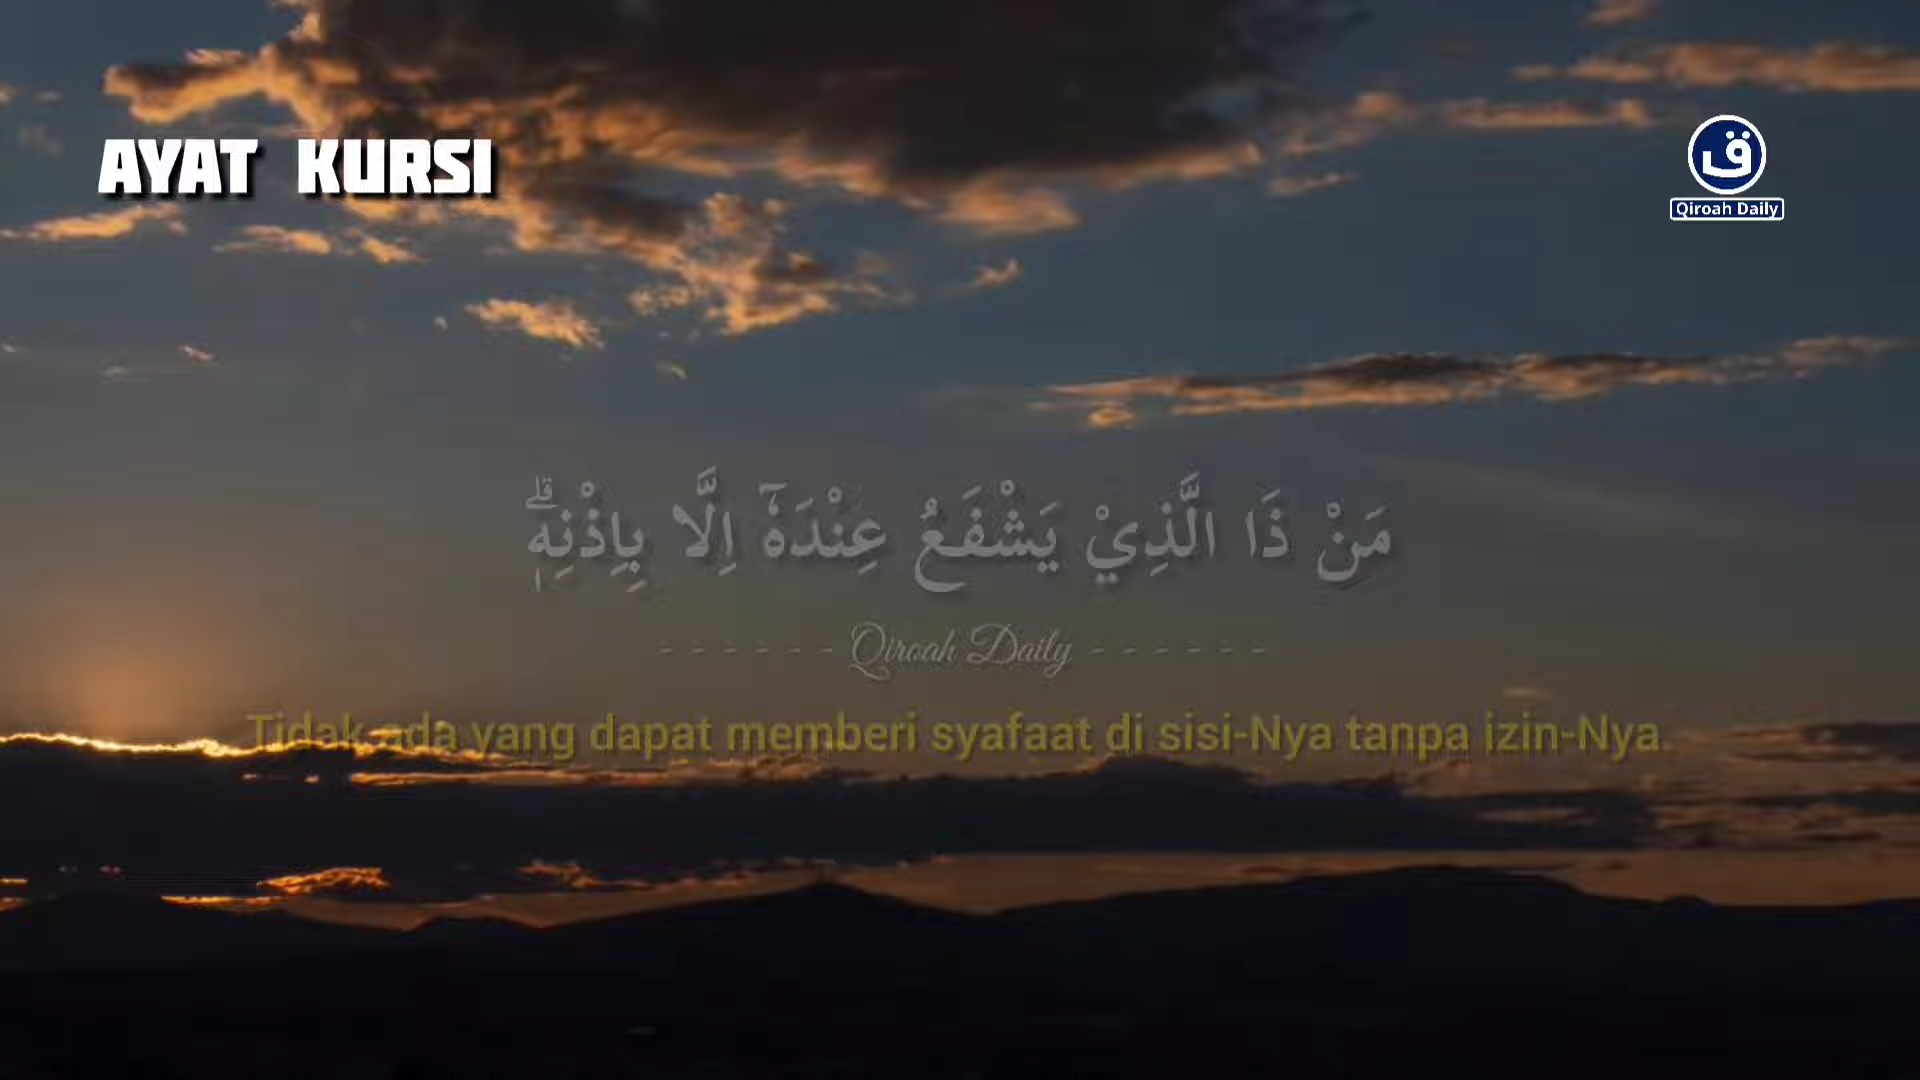 AYAT KURSI
ق
Qiroah Daily
مَنْ ذَا الَّذِيْ يَشْفَعُ عِنْدَهٗٓ اِلَّا بِاِذْنِهٖۗ
- - - - - - Qiroah Daily - - - - - -
Tidak ada yang dapat memberi syafaat di sisi-Nya tanpa izin-Nya.